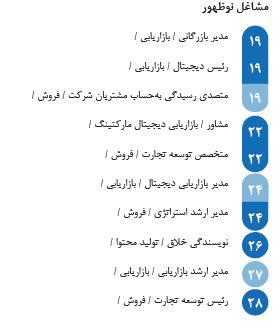 مشاغل نوظهور
۱۹ مدیر بازرگانی / بازاریابی /
۱۹ رئیس دیجیتال / بازاریابی /
۱۹ متصدی رسیدگی به‌حساب مشتریان شرکت / فروش /
۲۲ مشاور / بازاریابی دیجیتال مارکتینگ /
۲۲ متخصص توسعه تجارت / فروش /
۲۴ مدیر بازاریابی دیجیتال / بازاریابی /
۲۴ مدیر ارشد استراتژی / فروش /
۲۶ نویسندگی خلاق / تولید محتوا /
۲۷ مدیر ارشد بازاریابی / بازاریابی /
۲۸ رئیس توسعه تجارت / فروش /